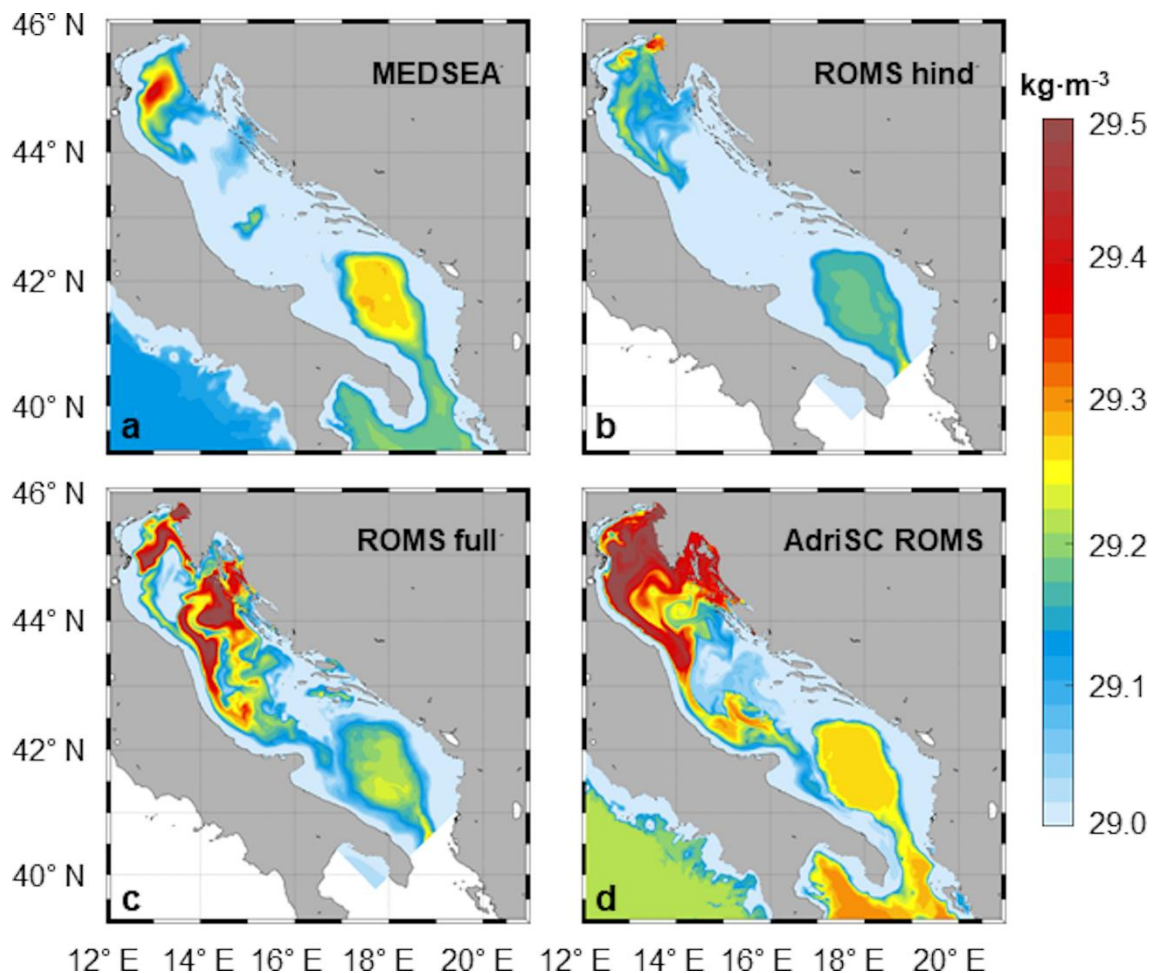 46° N
44° N
42° N
40° N
MEDSEA
a
ROMS hind
b
kg·m-3
29.5
29.4
29.3
29.2
29.1
29.0
46° N
44° N
42° N
40° N
ROMS full
c
AdriSC ROMS
d
12° E 14° E 16° E 18° E 20° E
12° E 14° E 16° E 18° E 20° E